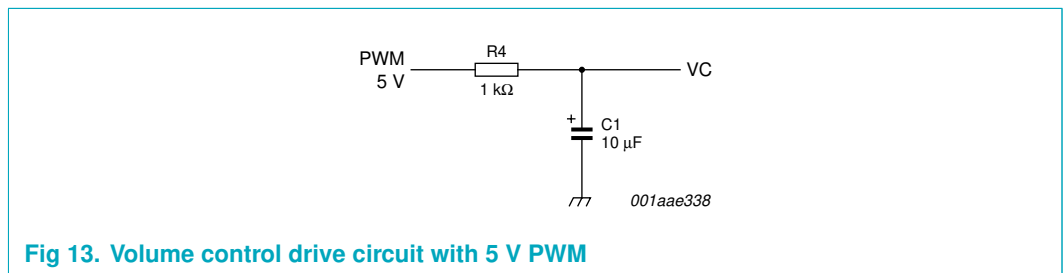 PWM
5 V
R4
1 kΩ
VC
+
C1
10 μF
001aae338
Fig 13. Volume control drive circuit with 5 V PWM